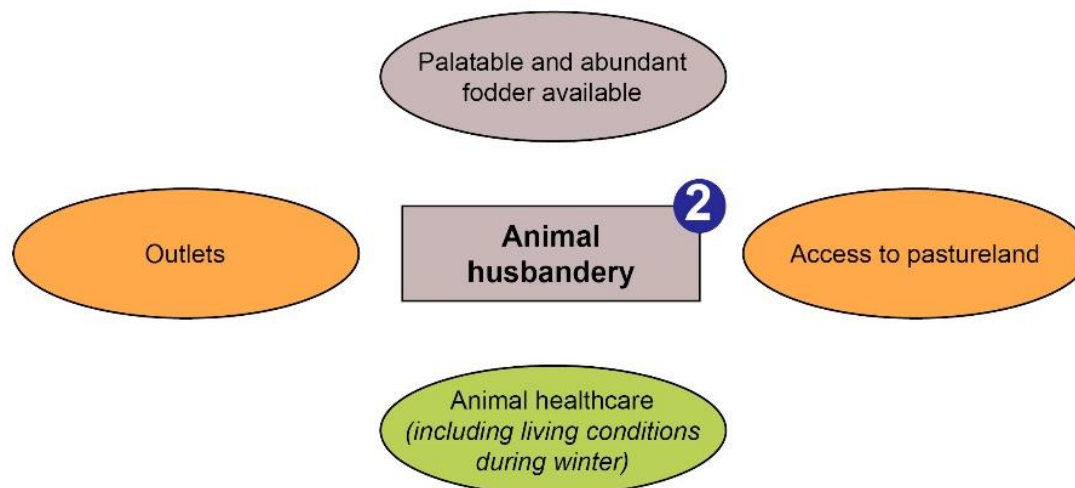 Palatable and abundant
fodder available
2
Outlets
Animal
husbandery
Access to pastureland
Animal healthcare
(including living conditions
during winter)